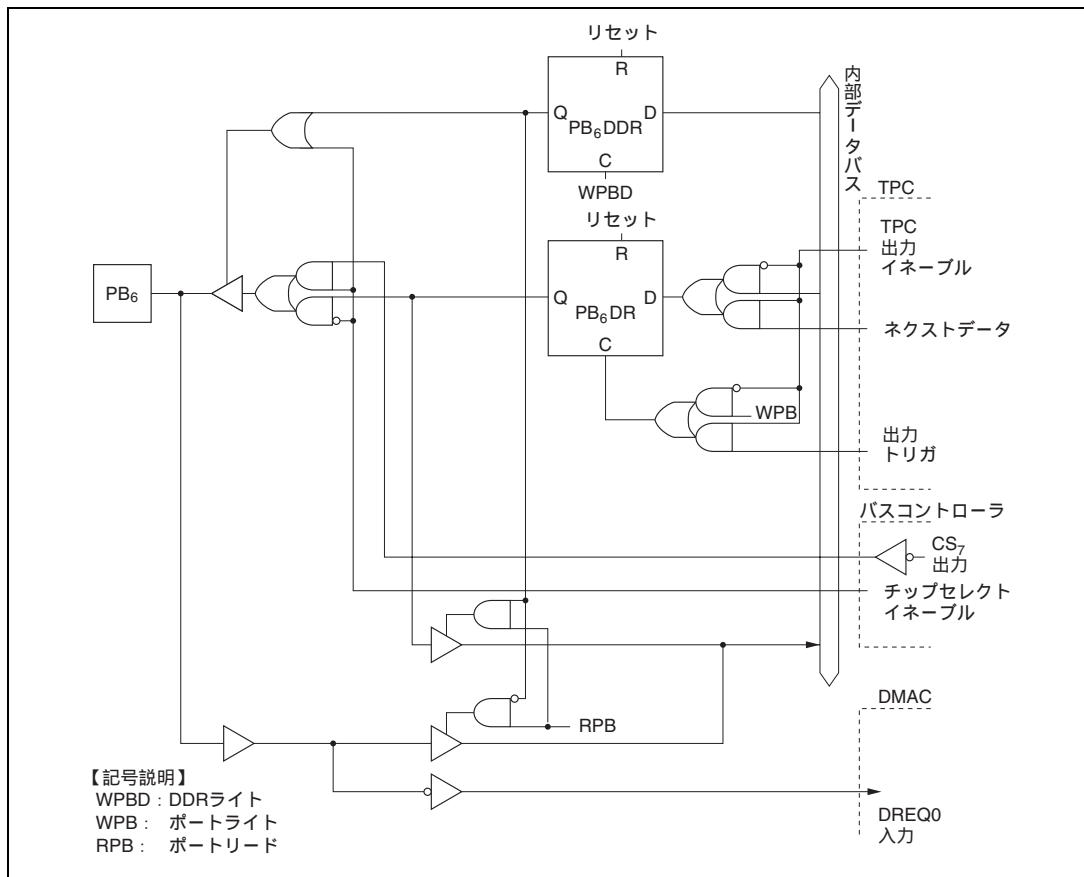 リセット
R
Q
PB6DDR
D
C
WPBD
内部データバス
TPC
リセット
R
Q
PB6DR
D
C
TPC
出力
イネーブル
ネクストデータ
WPB
出力
トリガ
PB6
バスコントローラ
CS7
出力
チップセレクト
イネーブル
RPB
DMAC
DREQ0
入力
【記号説明】
WPBD : DDRライト
WPB : ポートライト
RPB : ポートリード